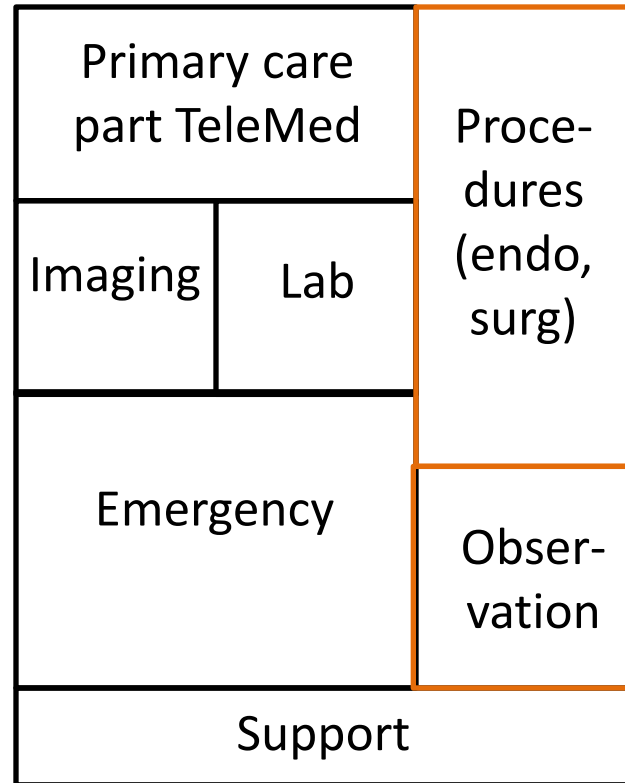 Primary care
part TeleMed
Proce-
dures
(endo,
surg)
Imaging
Lab
Emergency
Obser-
vation
Support